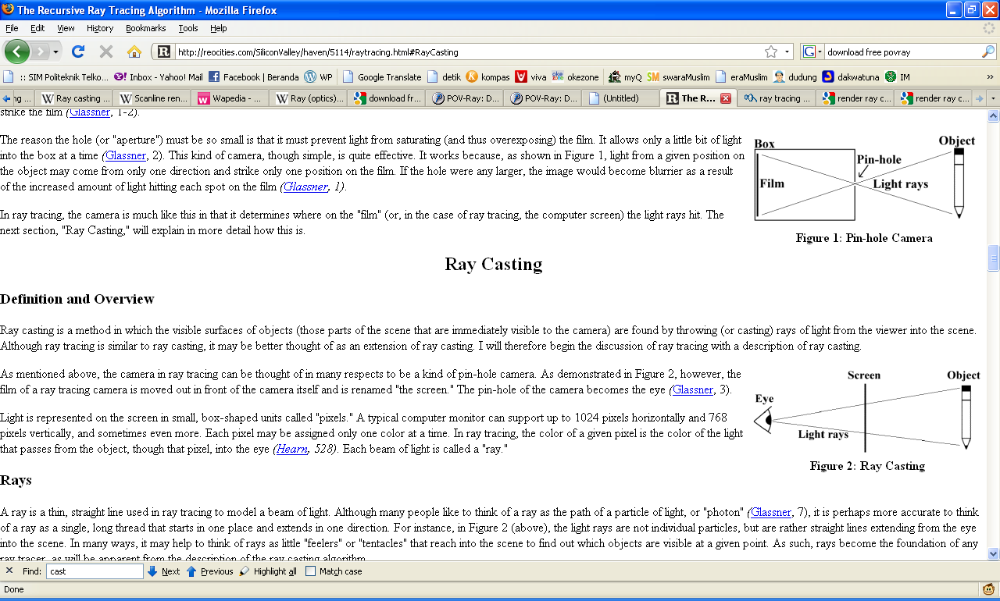 The Recursive Ray Tracing Algorithm - Mozilla Firefox
File Edit View History Bookmarks Tools Help
http://reocities.com/SiliconValley/haven/5114/raytracing.html#RayCasting
download free povray
:: SIM Politeknik Telko... Inbox - Yahoo! Mail Facebook | Beranda WP Google Translate detik kompas viva okezone myQ swaraMuslim eraMuslim dudung dakwatuna IM »
ng ... Ray casting ... Scanline ren... Wapedia - ... Ray (optics)... download fr... POV-Ray: D... POV-Ray: D... (Untitled) The R... ray tracing ... render ray c... render ray c...
strike the film (Glassner, 1-2).
The reason the hole (or "aperture") must be so small is that it must prevent light from saturating (and thus overexposing) the film. It allows only a little bit of light
into the box at a time (Glassner, 2). This kind of camera, though simple, is quite effective. It works because, as shown in Figure 1, light from a given position on
the object may come from only one direction and strike only one position on the film. If the hole were any larger, the image would become blurrier as a result
of the increased amount of light hitting each spot on the film (Glassner, 1).
In ray tracing, the camera is much like this in that it determines where on the "film" (or, in the case of ray tracing, the computer screen) the light rays hit. The
next section, "Ray Casting," will explain in more detail how this is.
Box
Object
Pin-hole
Film
Light rays
Figure 1: Pin-hole Camera
Ray Casting
Definition and Overview
Ray casting is a method in which the visible surfaces of objects (those parts of the scene that are immediately visible to the camera) are found by throwing (or casting) rays of light from the viewer into the scene.
Although ray tracing is similar to ray casting, it may be better thought of as an extension of ray casting. I will therefore begin the discussion of ray tracing with a description of ray casting.
As mentioned above, the camera in ray tracing can be thought of in many respects to be a kind of pin-hole camera. As demonstrated in Figure 2, however, the
film of a ray tracing camera is moved out in front of the camera itself and is renamed "the screen." The pin-hole of the camera becomes the eye (Glassner, 3).
Light is represented on the screen in small, box-shaped units called "pixels." A typical computer monitor can support up to 1024 pixels horizontally and 768
pixels vertically, and sometimes even more. Each pixel may be assigned only one color at a time. In ray tracing, the color of a given pixel is the color of the light
that passes from the object, though that pixel, into the eye (Hearn, 528). Each beam of light is called a "ray."
Screen
Object
Eye
Light rays
Figure 2: Ray Casting
Rays
A ray is a thin, straight line used in ray tracing to model a beam of light. Although many people like to think of a ray as the path of a particle of light, or "photon" (Glassner, 7), it is perhaps more accurate to think
of a ray as a single, long thread that starts in one place and extends in one direction. For instance, in Figure 2 (above), the light rays are not individual particles, but are rather straight lines extending from the eye
into the scene. In many ways, it may help to think of rays as little "feelers" or "tentacles" that reach into the scene to find out which objects are visible at a given point. As such, rays become the foundation of any
ray tracer, as will be apparent from the description of the ray casting algorithm.
Find: cast Next Previous Highlight all Match case
Done